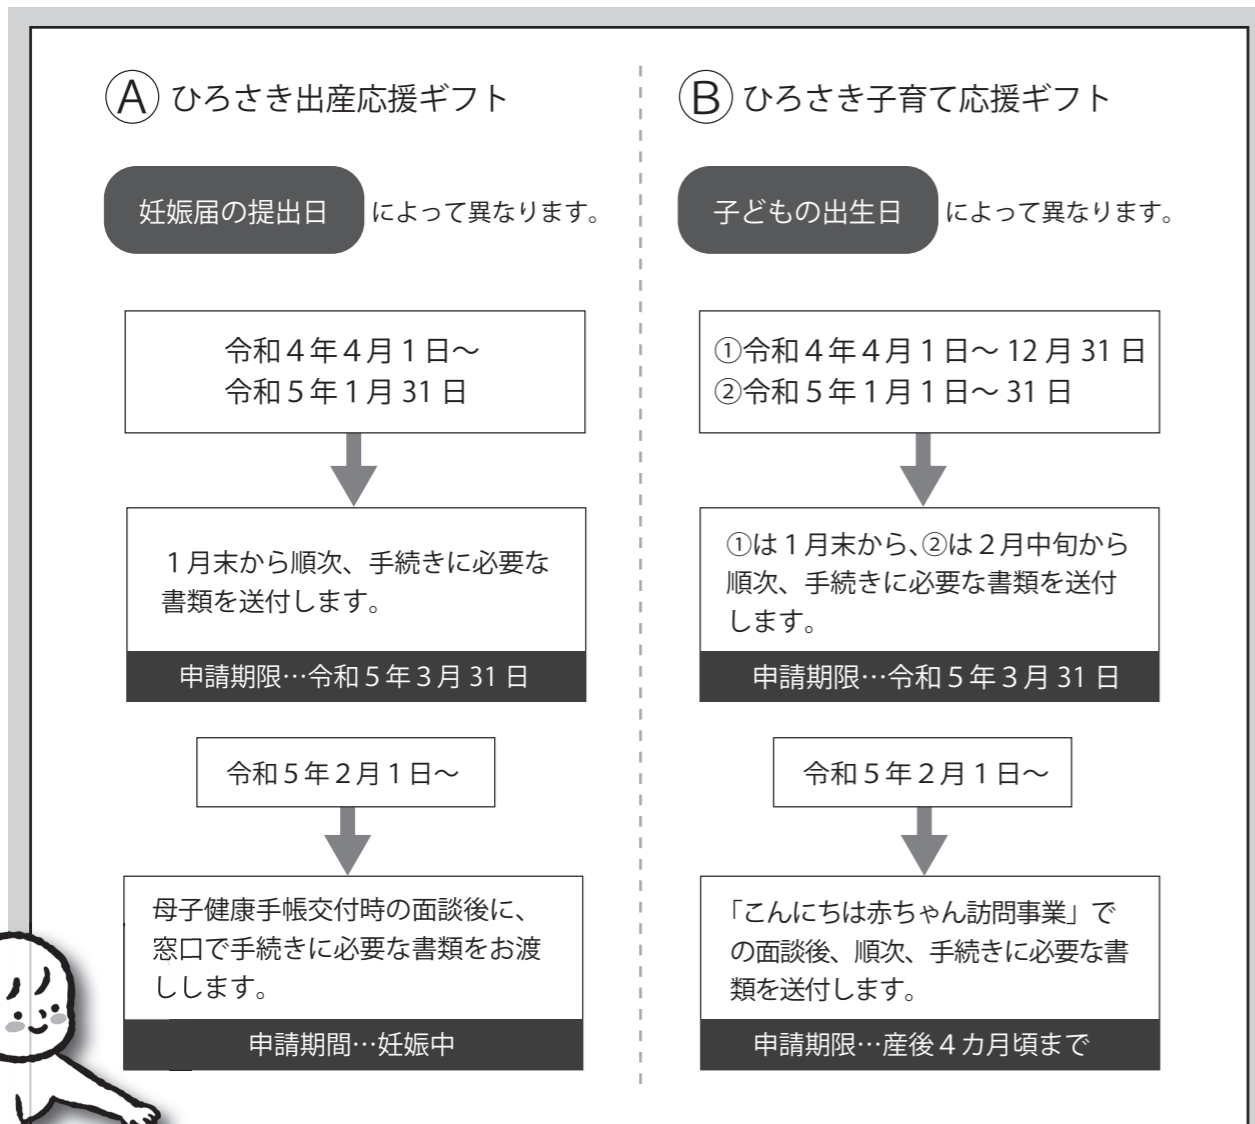 Ⓐ ひろさき出産応援ギフト
妊娠届の提出日 によって異なります。
令和４年４月１日～
令和５年１月 31 日
１月末から順次、手続きに必要な
書類を送付します。
申請期限…令和５年３月 31 日
令和５年２月１日～
母子健康手帳交付時の面談後に、
窓口で手続きに必要な書類をお渡
しします。
申請期間…妊娠中
Ⓑ ひろさき子育て応援ギフト
子どもの出生日 によって異なります。
①令和４年４月１日～ 12 月 31 日
②令和５年１月１日～ 31 日
①は１月末から、②は２月中旬から
順次、手続きに必要な書類を送付
します。
申請期限…令和５年３月 31 日
令和５年２月１日～
「こんにちは赤ちゃん訪問事業」で
の面談後、順次、手続きに必要な書
類を送付します。
申請期限…産後４カ月頃まで